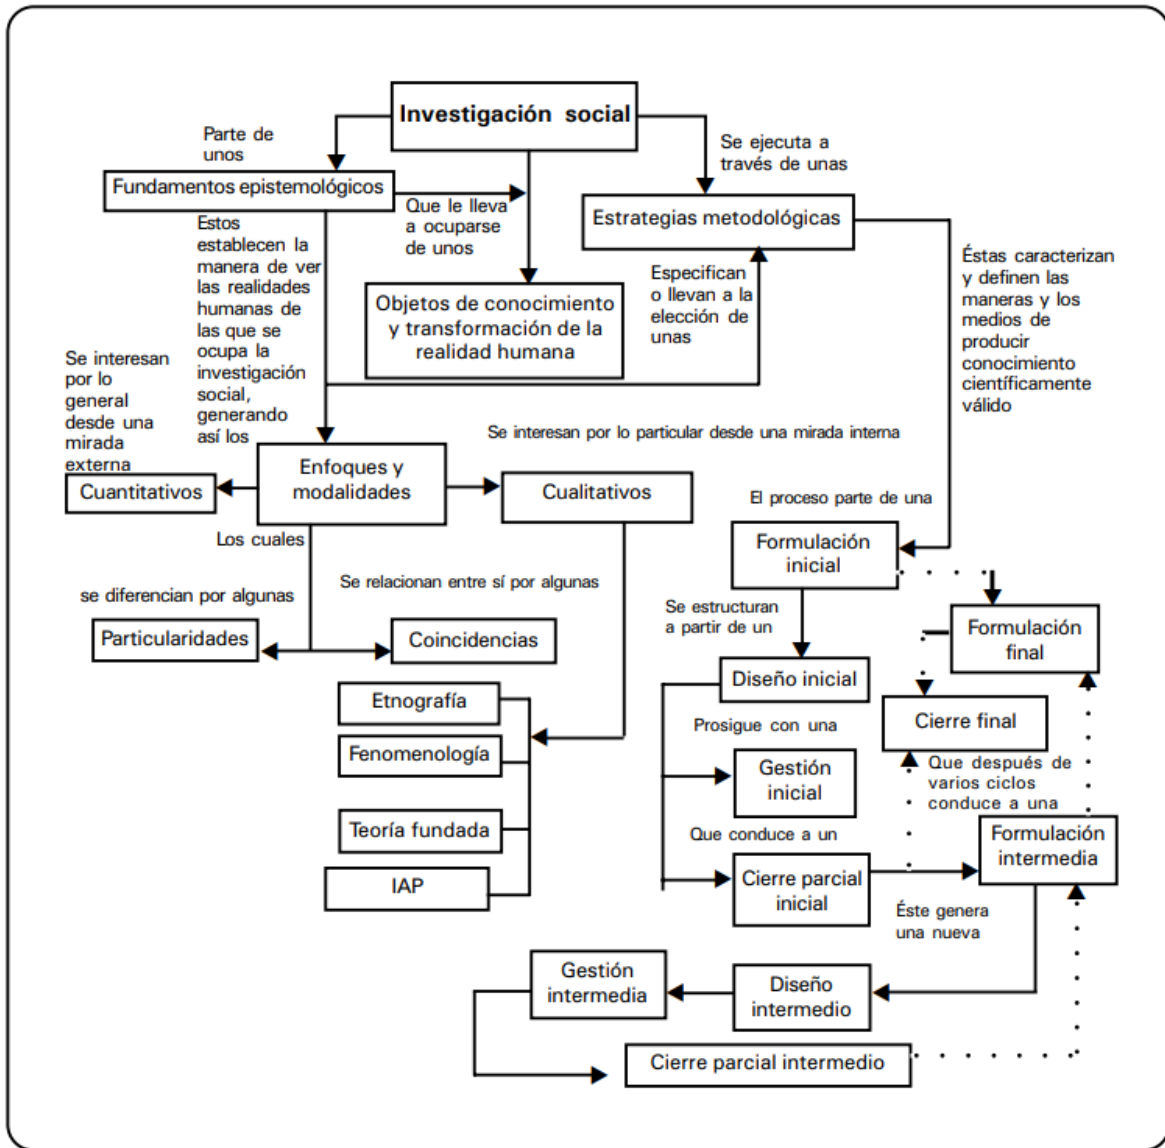 Investigación social
Parte de
unos
Se ejecuta a
través de unas
Fundamentos epistemológicos
Que le lleva
a ocuparse
de unos
Estrategias metodológicas
Estos
establecen la
manera de ver
las realidades
humanas de
las que se
ocupa la
investigación
social,
generando
así los
Objetos de conocimiento
y transformación de la
realidad humana
Especifican
o llevan a la
elección de
unas
Éstas caracterizan
y definen las
maneras y los
medios de
producir
conocimiento
científicamente
válido
Se interesan
por lo
general
desde una
mirada
externa
Se interesan por lo particular desde una mirada interna
Cuantitativos
Enfoques y
modalidades
Cualitativos
El proceso parte de una
Los cuales
Formulación
inicial
se diferencian por algunas
Se relacionan entre sí por algunas
Se estructuran
a partir de un
Particularidades
Coincidencias
Formulación
final
Diseño inicial
Etnografía
Cierre final
Prosigue con una
Fenomenología
Gestión
inicial
Que después de
varios ciclos
conduce a una
Teoría fundada
Que conduce a un
Formulación
intermedia
IAP
Cierre parcial
inicial
Éste genera
una nueva
Gestión
intermedia
Diseño
intermedio
Cierre parcial intermedio